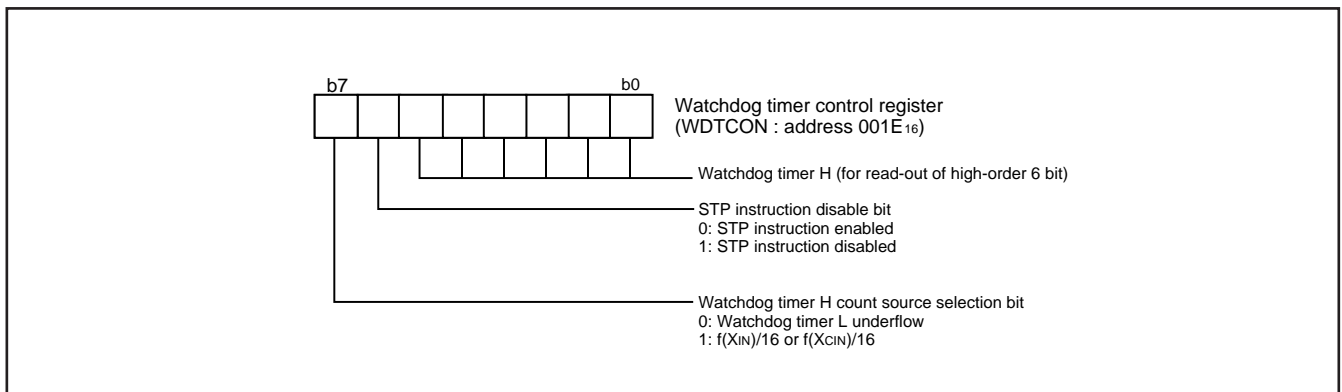 b7 b0
Watchdog timer control register
(WDTCON : address 001E16)
Watchdog timer H (for read-out of high-order 6 bit)
STP instruction disable bit
0: STP instruction enabled
1: STP instruction disabled
Watchdog timer H count source selection bit
0: Watchdog timer L underflow
1: f(XIN)/16 or f(XCIN)/16